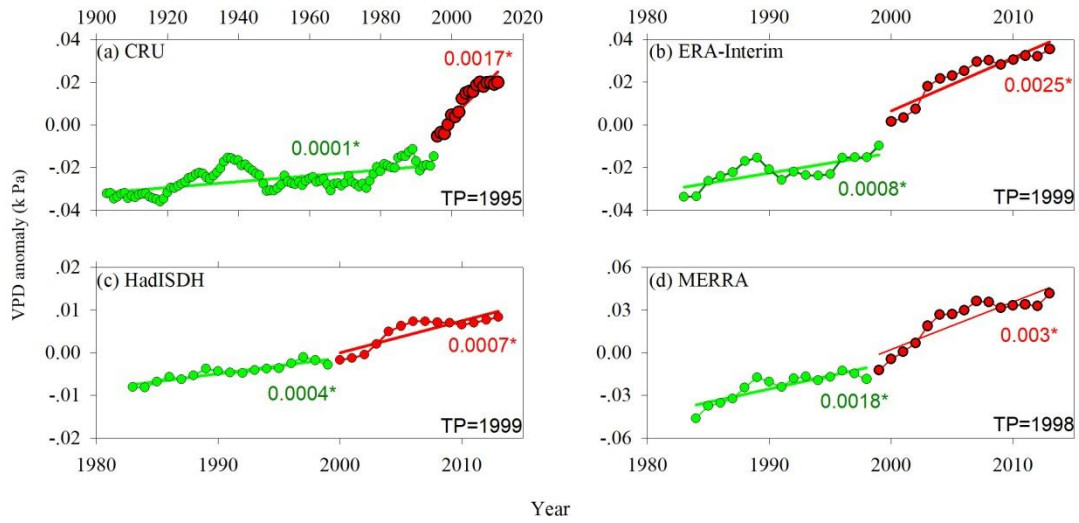 1900 1920 1940 1960 1980 2000 2020
1980 1990 2000 2010
.04 .02 0.00 -.02 -.04
(a) CRU
0.0017*
0.0001*
TP=1995
.04 .02 0.00 -.02 -.04
(b) ERA-Interim
0.0025*
0.0008*
TP=1999
VPD anomaly (k Pa)
.02 .01 0.00 -.01 -.02
(c) HadISDH
0.0007*
0.0004*
TP=1999
.06 .03 0.00 -.03 -.06
(d) MERRA
0.003*
0.0018*
TP=1998
1980 1990 2000 2010
1980 1990 2000 2010
Year